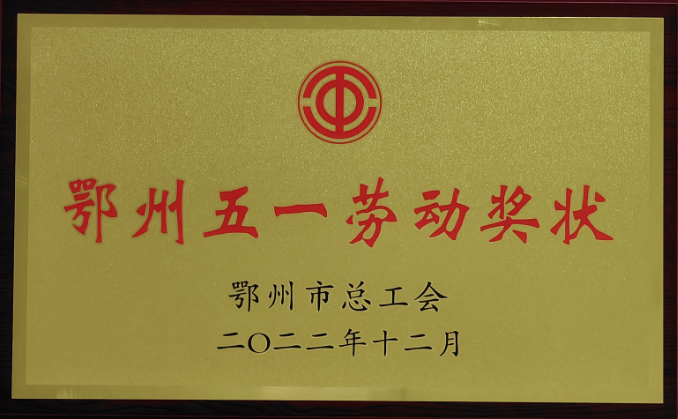 鄂州五一劳动奖状
鄂州市总工会
二〇二二年十二月